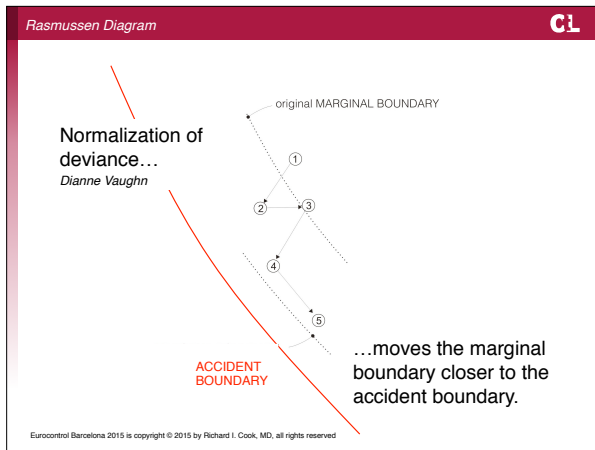 Rasmussen Diagram
CL
original MARGINAL BOUNDARY
Normalization of
deviance…
Dianne Vaughn
1
2
3
4
5
ACCIDENT
BOUNDARY
…moves the marginal
boundary closer to the
accident boundary.
Eurocontrol Barcelona 2015 is copyright © 2015 by Richard I. Cook, MD, all rights reserved